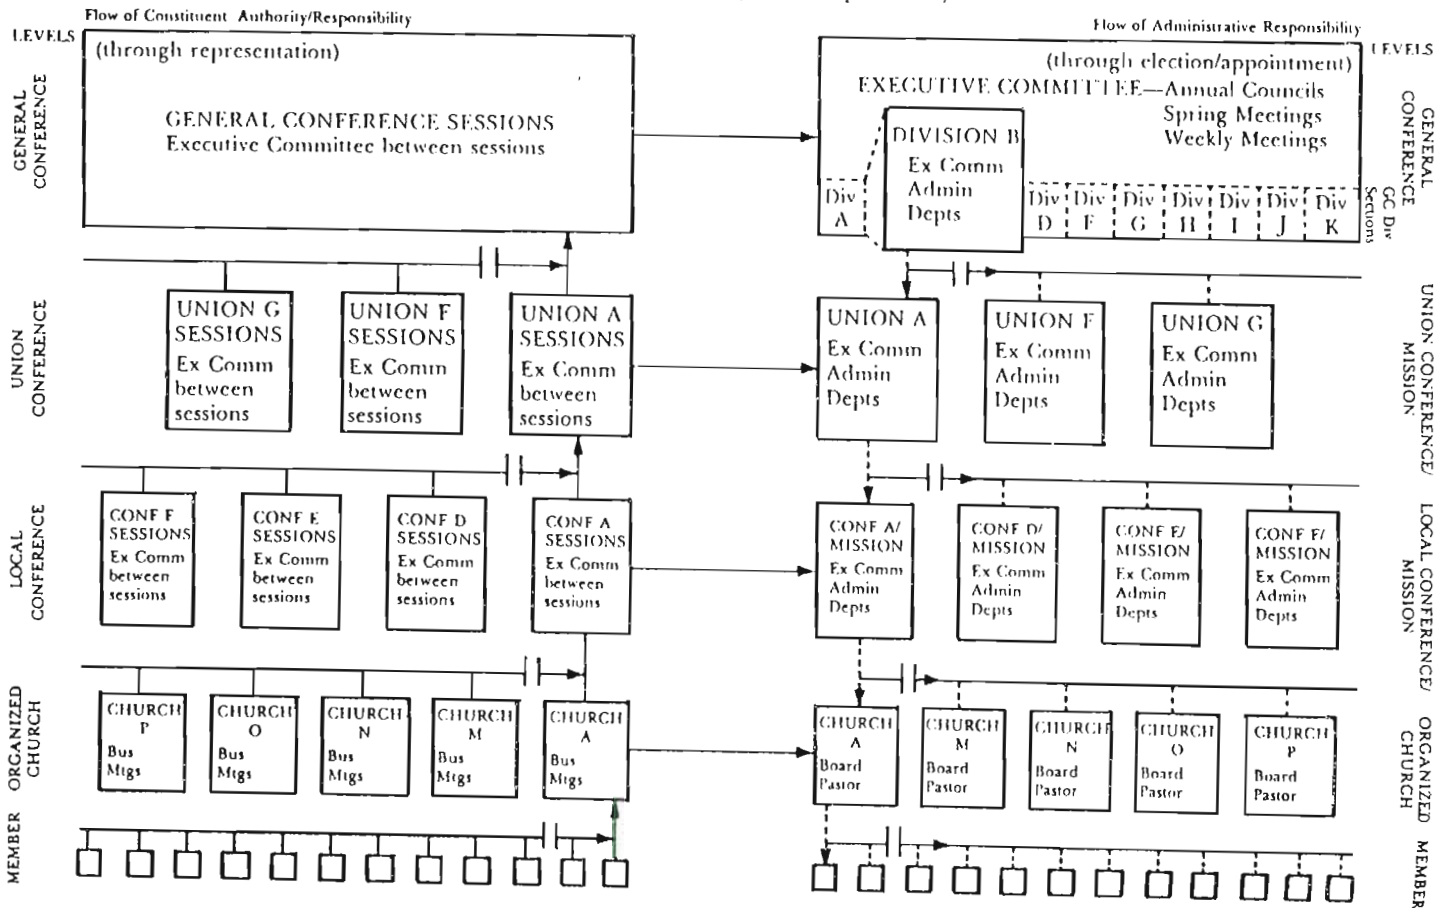 Flow of Constituent Authority/Responsibility
LEVELS
(through representation)
GENERAL CONFERENCE SESSIONS
Executive Committee between sessions
GENERAL
CONFERENCE
UNION G
SESSIONS
Ex Comm
between
sessions
UNION F
SESSIONS
Ex Comm
between
sessions
UNION A
SESSIONS
Ex Comm
between
sessions
UNION
CONFERENCE
CONF F
SESSIONS
Ex Comm
between
sessions
CONF E
SESSIONS
Ex Comm
between
sessions
CONF D
SESSIONS
Ex Comm
between
sessions
CONF A
SESSIONS
Ex Comm
between
sessions
LOCAL
CONFERENCE
CHURCH
P
Bus
Mtgs
CHURCH
O
Bus
Mtgs
CHURCH
N
Bus
Mtgs
CHURCH
M
Bus
Mtgs
CHURCH
A
Bus
Mtgs
ORGANIZED
CHURCH
MEMBER
Flow of Administrative Responsibility
LEVELS
(through election/appointment)
EXECUTIVE COMMITTEE—Annual Councils
Spring Meetings
Weekly Meetings
DIVISION B
Ex Comm
Admin
Depts
Div
A
Div
D
Div
F
Div
G
Div
H
Div
I
Div
J
Div
K
GENERAL
CONFERENCE
GC Div
Sections
UNION A
Ex Comm
Admin
Depts
UNION F
Ex Comm
Admin
Depts
UNION G
Ex Comm
Admin
Depts
UNION CONFERENCE/
MISSION
CONF A/
MISSION
Ex Comm
Admin
Depts
CONF D/
MISSION
Ex Comm
Admin
Depts
CONF E/
MISSION
Ex Comm
Admin
Depts
CONF F/
MISSION
Ex Comm
Admin
Depts
LOCAL CONFERENCE/
MISSION
CHURCH
A
Board
Pastor
CHURCH
M
Board
Pastor
CHURCH
N
Board
Pastor
CHURCH
O
Board
Pastor
CHURCH
P
Board
Pastor
ORGANIZED
CHURCH
MEMBER